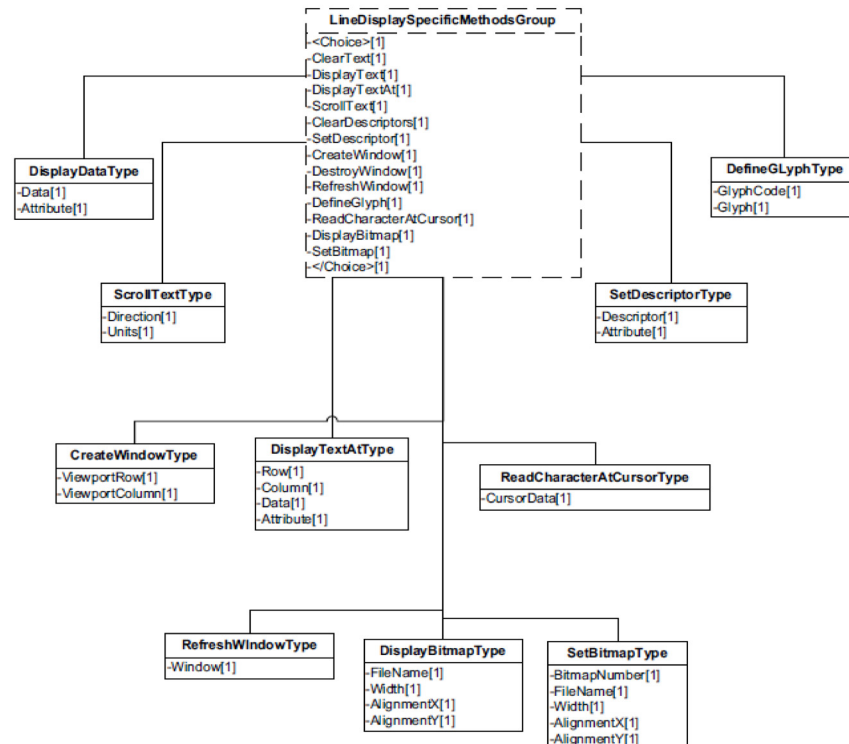 LineDisplaySpecificMethodsGroup
-<Choice>[1]
-ClearText[1]
-DisplayText[1]
-DisplayTextAt[1]
-ScrollText[1]
-ClearDescriptors[1]
-SetDescriptor[1]
-CreateWindow[1]
-DestroyWindow[1]
-RefreshWindow[1]
-DefineGlyph[1]
-ReadCharacterAtCursor[1]
-DisplayBitmap[1]
-SetBitmap[1]
-</Choice>[1]
DisplayDataType
-Data[1]
-Attribute[1]
DefineGLyphType
-GlyphCode[1]
-Glyph[1]
ScrollTextType
-Direction[1]
-Units[1]
SetDescriptorType
-Descriptor[1]
-Attribute[1]
CreateWindowType
-ViewportRow[1]
-ViewportColumn[1]
DisplayTextAtType
-Row[1]
-Column[1]
-Data[1]
-Attribute[1]
ReadCharacterAtCursorType
-CursorData[1]
RefreshWIndowType
-Window[1]
DisplayBitmapType
-FileName[1]
-Width[1]
-AlignmentX[1]
-AlignmentY[1]
SetBitmapType
-BitmapNumber[1]
-FileName[1]
-Width[1]
-AlignmentX[1]
-AlignmentY[1]